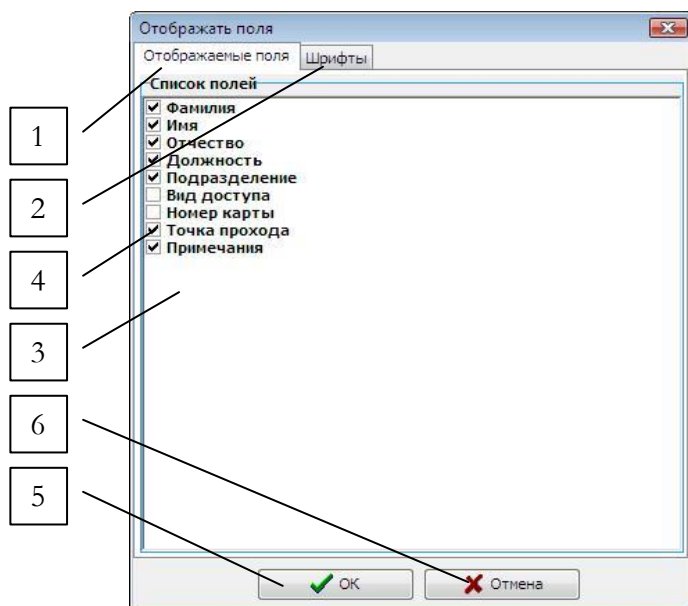 Отображать поля
Отображаемые поля
Шрифты
Список полей
Фамилия
Имя
Отчество
Должность
Подразделение
Вид доступа
Номер карты
Точка прохода
Примечания
1
2
4
3
6
5
OK
Отмена